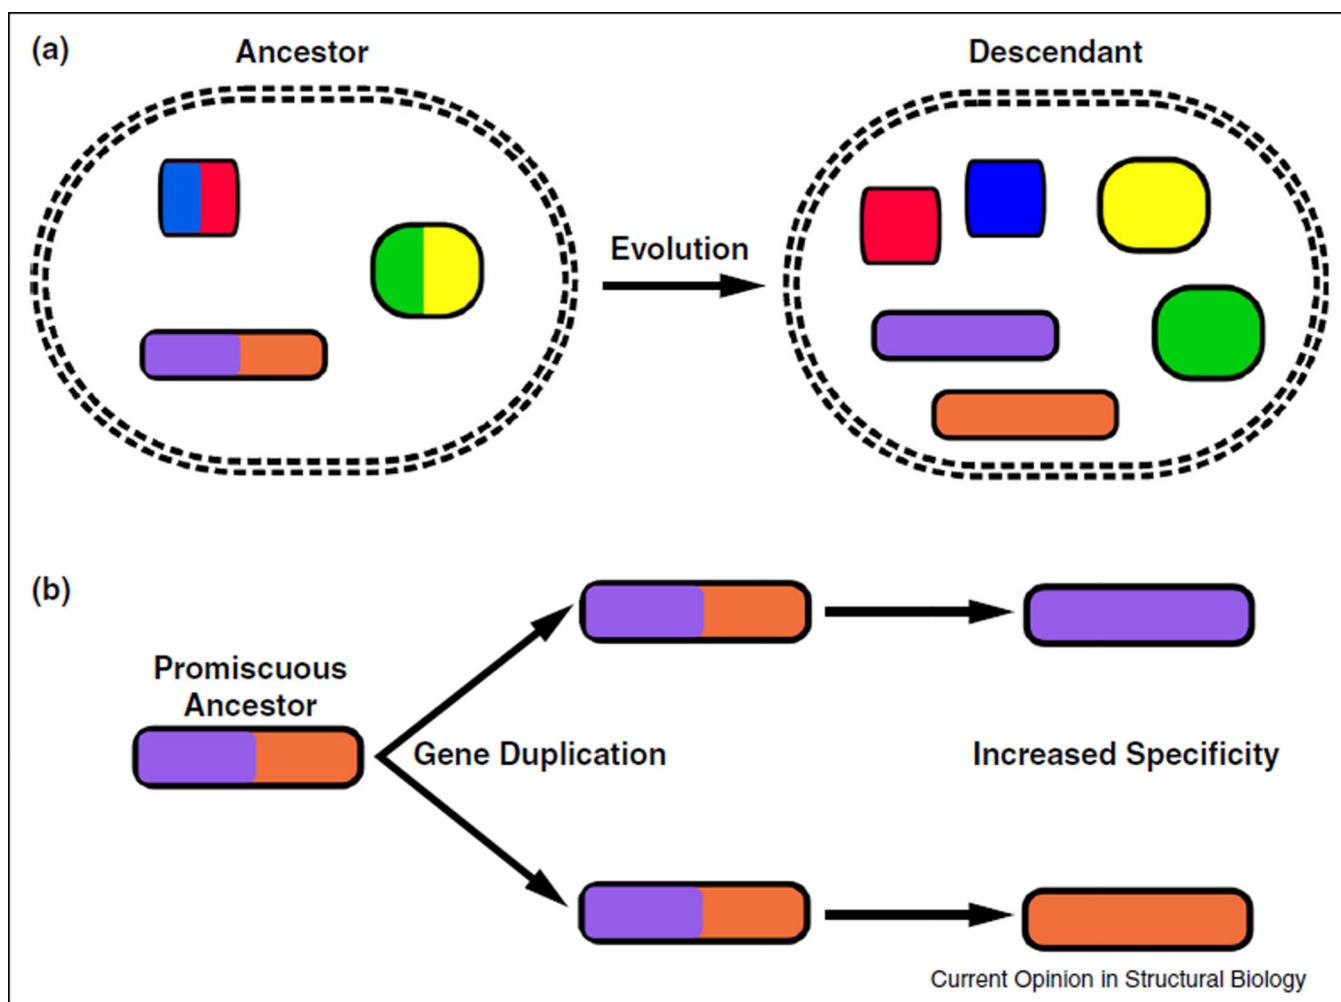 (a)
Ancestor
Descendant
Evolution
(b)
Promiscuous
Ancestor
Gene Duplication
Increased Specificity
Current Opinion in Structural Biology